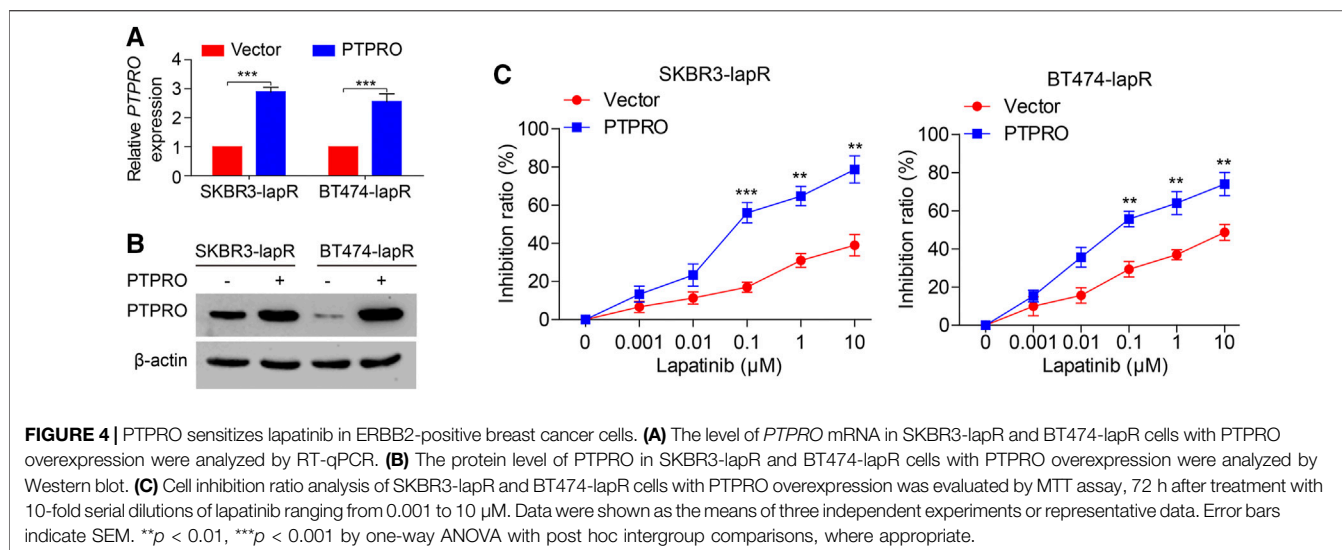 A
Vector PTPRO
Relative PTPRO
expression
4
3
2
1
0
*** ***
SKBR3-lapR BT474-lapR
B
SKBR3-lapR BT474-lapR
PTPRO - + - +
PTPRO
β-actin
C
SKBR3-lapR
Vector
PTPRO
Inhibition ratio (%)
100
80
60
40
20
0
*** ** **
0 0.001 0.01 0.1 1 10
Lapatinib (µM)
BT474-lapR
Vector
PTPRO
Inhibition ratio (%)
100
80
60
40
20
0
** ** **
0 0.001 0.01 0.1 1 10
Lapatinib (µM)
FIGURE 4 | PTPRO sensitizes lapatinib in ERBB2-positive breast cancer cells. (A) The level of PTPRO mRNA in SKBR3-lapR and BT474-lapR cells with PTPRO
overexpression were analyzed by RT-qPCR. (B) The protein level of PTPRO in SKBR3-lapR and BT474-lapR cells with PTPRO overexpression were analyzed by
Western blot. (C) Cell inhibition ratio analysis of SKBR3-lapR and BT474-lapR cells with PTPRO overexpression was evaluated by MTT assay, 72 h after treatment with
10-fold serial dilutions of lapatinib ranging from 0.001 to 10 µM. Data were shown as the means of three independent experiments or representative data. Error bars
indicate SEM. **p < 0.01, ***p < 0.001 by one-way ANOVA with post hoc intergroup comparisons, where appropriate.